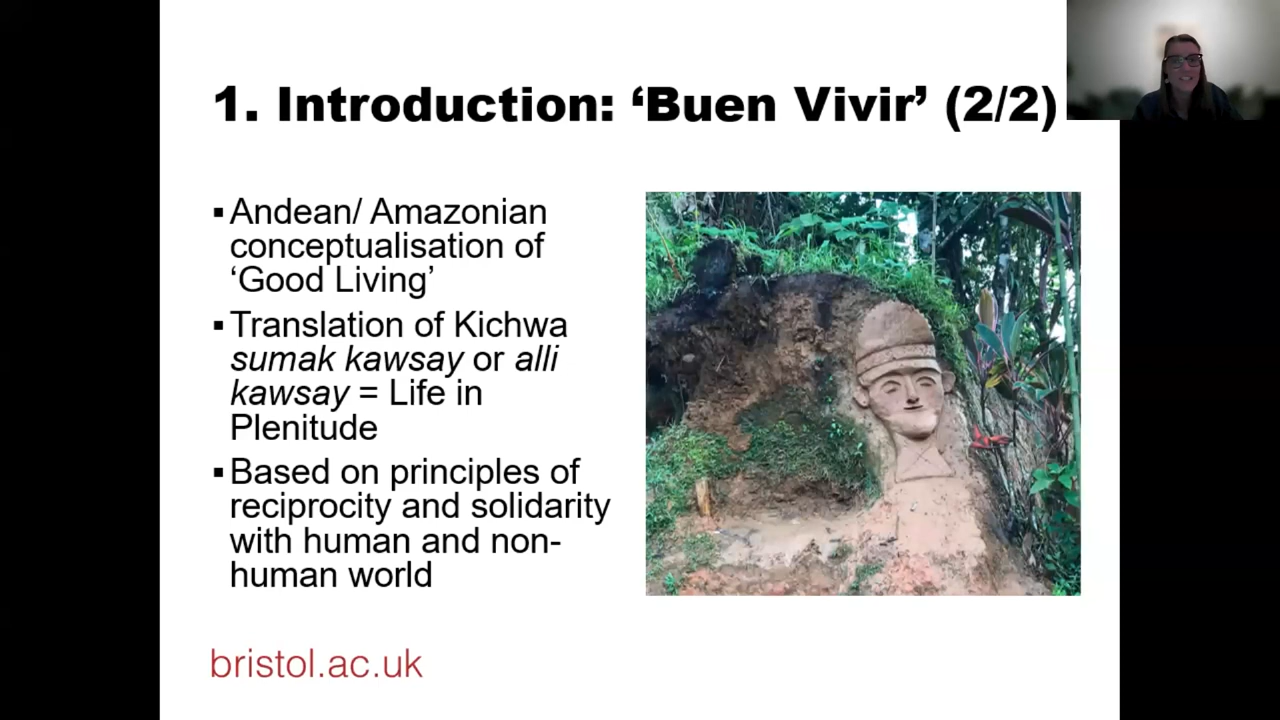 1. Introduction: ‘Buen Vivir’ (2/2)
▪Andean/ Amazonian
conceptualisation of
‘Good Living’
▪Translation of Kichwa
sumak kawsay or alli
kawsay = Life in
Plenitude
▪Based on principles of
reciprocity and solidarity
with human and non-
human world
bristol.ac.uk